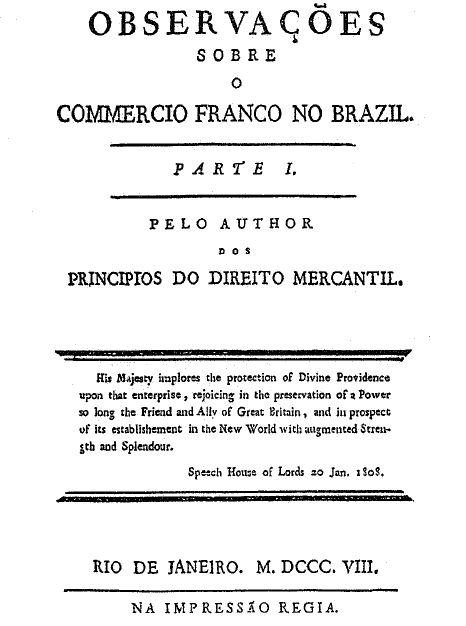 OBSERVAÇÕES
SOBRE
O
COMMERCIO FRANCO NO BRAZIL.
PARTE I.
PELO AUTHOR
DOS
PRINCIPIOS DO DIREITO MERCANTIL.
His Majesty implores the protection of Divine Providence
upon that enterprise, rejoicing in the preservation of a Power
so long the Friend and Ally of Great Britain, and in prospect
of its establishement in the New World with augmented Stren-
gth and Splendour.
Speech House of Lords 20 Jan. 1808.
RIO DE JANEIRO. M. DCCC. VIII.
NA IMPRESSÃO REGIA.